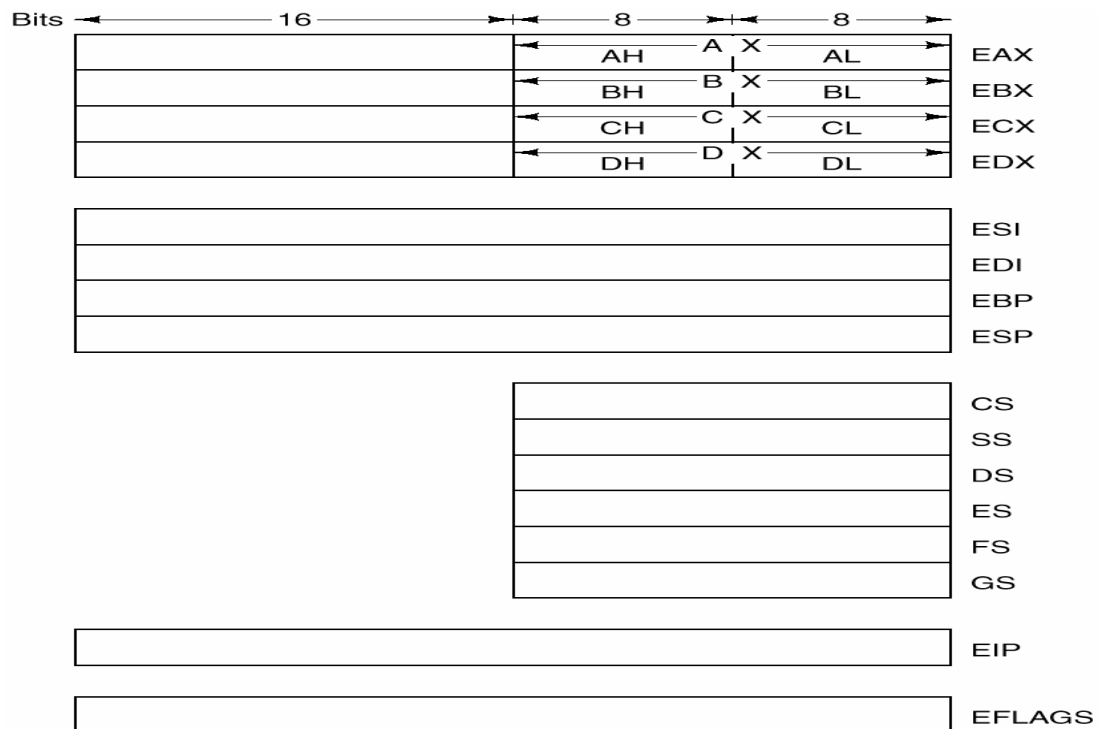 Bits 16 8 8
A X
AH AL EAX
B X
BH BL EBX
C X
CH CL ECX
D X
DH DL EDX
ESI
EDI
EBP
ESP
CS
SS
DS
ES
FS
GS
EIP
EFLAGS